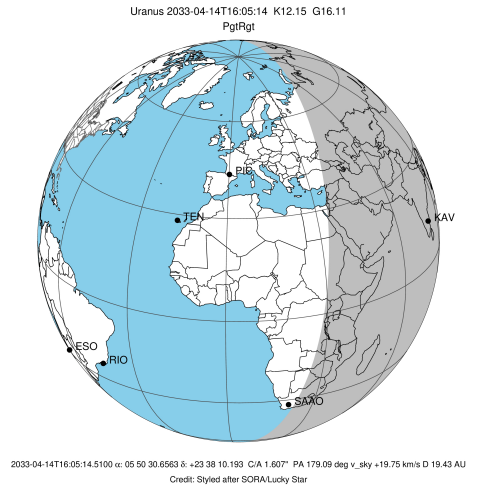 Uranus 2033-04-14T16:05:14 K12.15 G16.11
PgtRgt
PIC
TEN
KAV
ESO
RIO
SAAO
2033-04-14T16:05:14.5100 α: 05 50 30.6563 δ: +23 38 10.193 C/A 1.607" PA 179.09 deg v_sky +19.75 km/s D 19.43 AU
Credit: Styled after SORA/Lucky Star